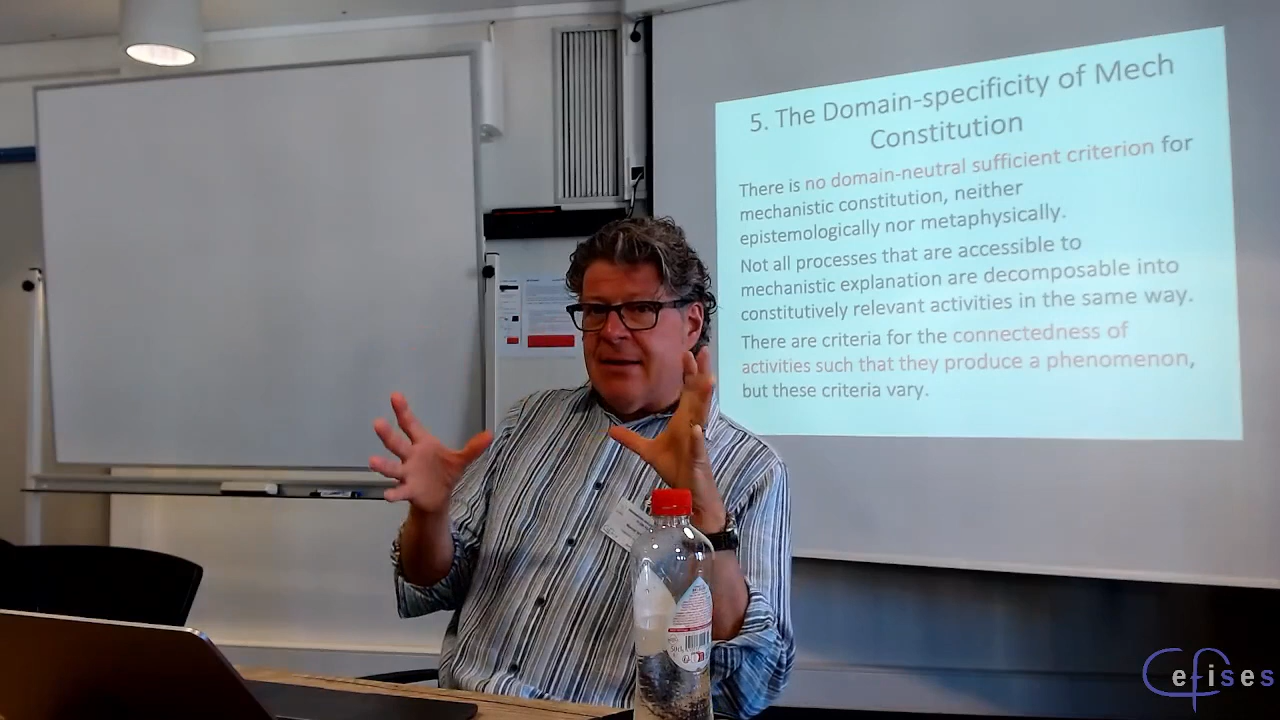 5. The Domain-specificity of Mech
Constitution
There is no domain-neutral sufficient criterion for
mechanistic constitution, neither
epistemologically nor metaphysically.
Not all processes that are accessible to
mechanistic explanation are decomposable into
constitutively relevant activities in the same way.
There are criteria for the connectedness of
activities such that they produce a phenomenon,
but these criteria vary.
Cefises